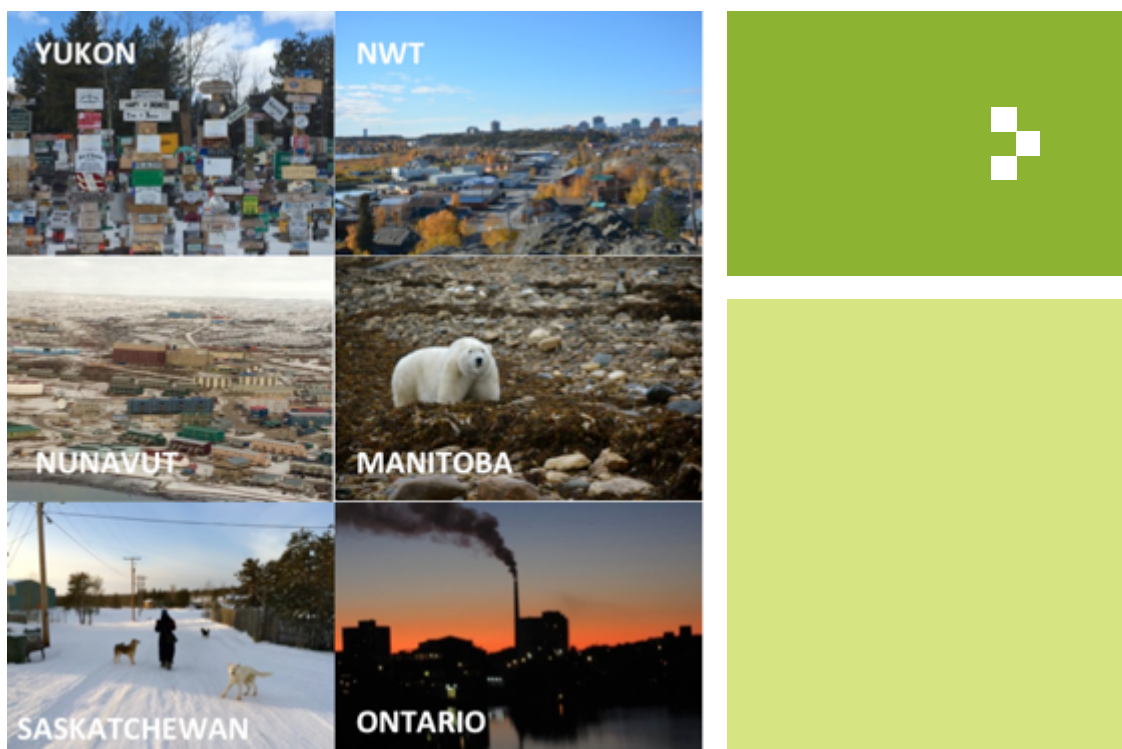 YUKON
NWT
NUNAVUT
MANITOBA
SASKATCHEWAN
ONTARIO